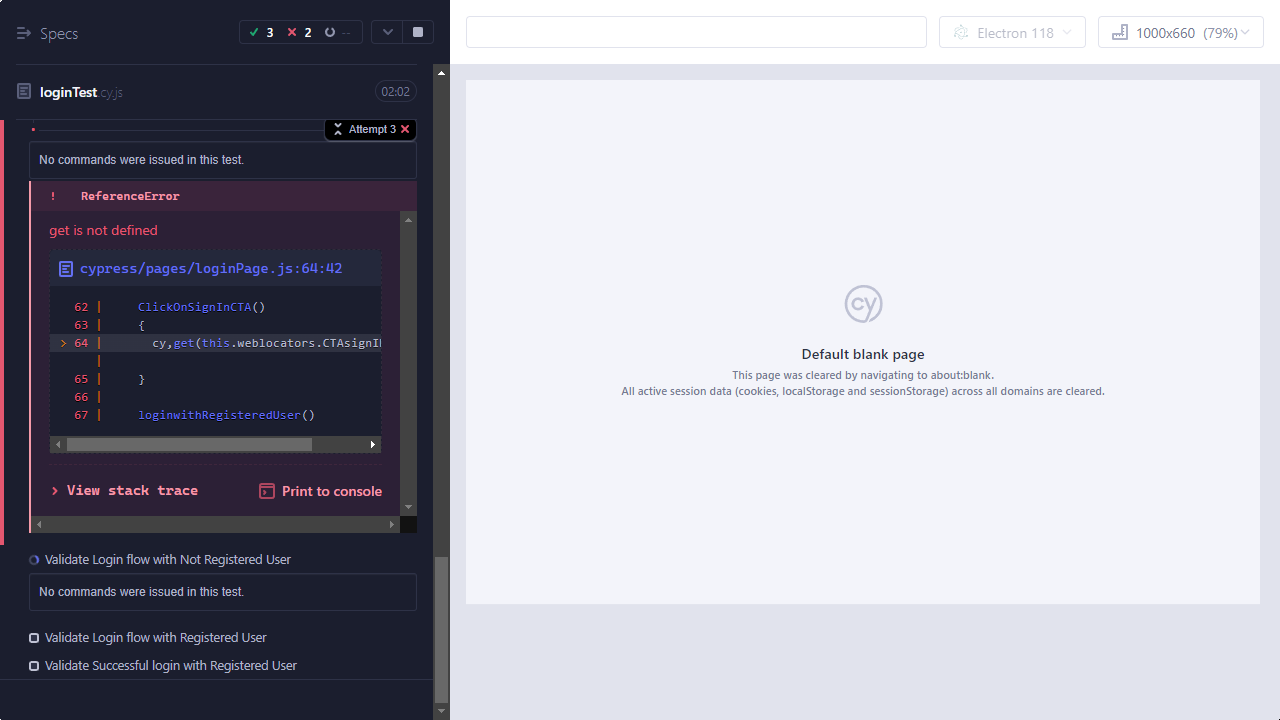 Specs
3 2 --
loginTest.cy.js
02:02
Attempt 3
No commands were issued in this test.
! ReferenceError
get is not defined
cypress/pages/loginPage.js:64:42
62 | ClickOnSignInCTA()
63 | {
> 64 | cy,get(this.weblocators.CTAsignI
|
65 | }
66 |
67 | loginwithRegisteredUser()
> View stack trace
Print to console
Validate Login flow with Not Registered User
No commands were issued in this test.
Validate Login flow with Registered User
Validate Successful login with Registered User
Electron 118
1000x660 (79%)
cy
Default blank page
This page was cleared by navigating to about:blank.
All active session data (cookies, localStorage and sessionStorage) across all domains are cleared.